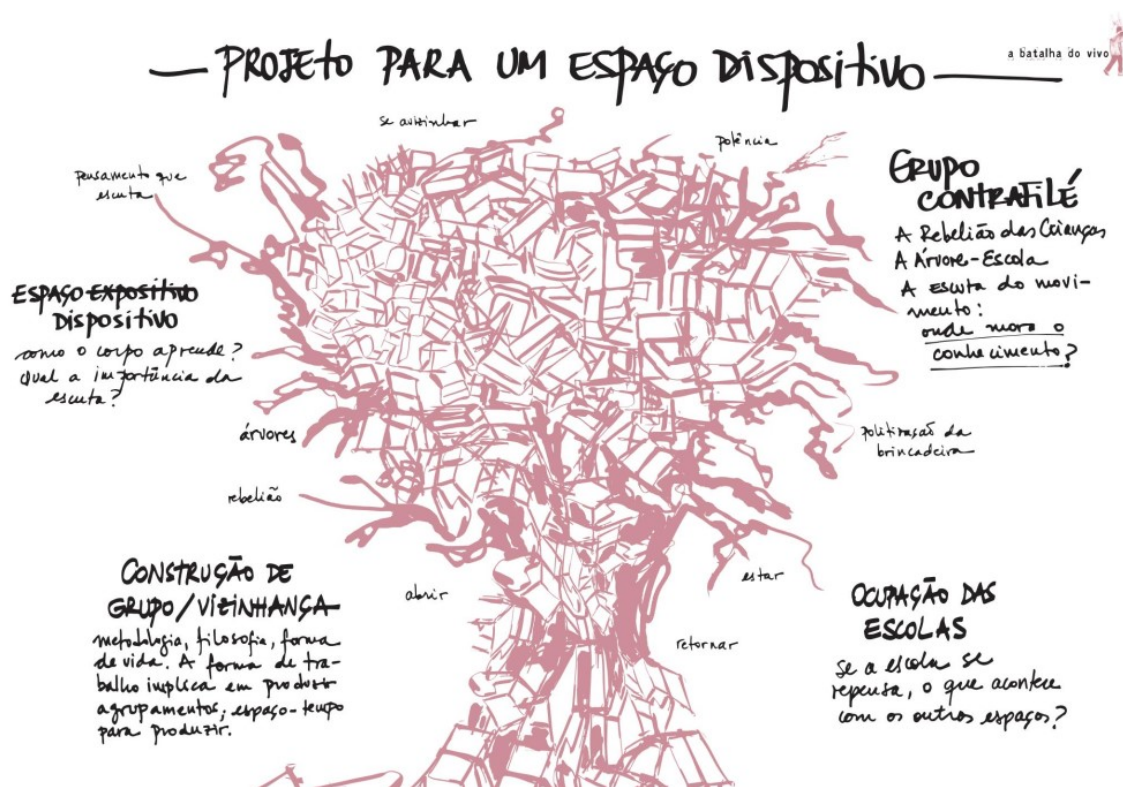 PROJETO PARA UM ESPAÇO DISPOSITIVO
a batalha do vivo
se avizinhar
potência
pensamento que
escuta
GRUPO
CONTRAFILÉ
A Rebelião das Crianças
A Árvore-Escola
A escuta do movi-
mento:
onde mora o
conhecimento?
ESPAÇO EXPOSITIVO
DISPOSITIVO
como o corpo aprende?
Qual a importância da
escuta?
árvores
politização da
brincadeira
rebelião
CONSTRUÇÃO DE
GRUPO/VIZINHANÇA
metodologia, filosofia, forma
de vida. A forma de tra-
balho implica em produzir
agrupamentos; espaço-tempo
para produzir.
abrir
estar
retornar
OCUPAÇÃO DAS
ESCOLAS
se a escola se
repensa, o que acontece
com os outros espaços?